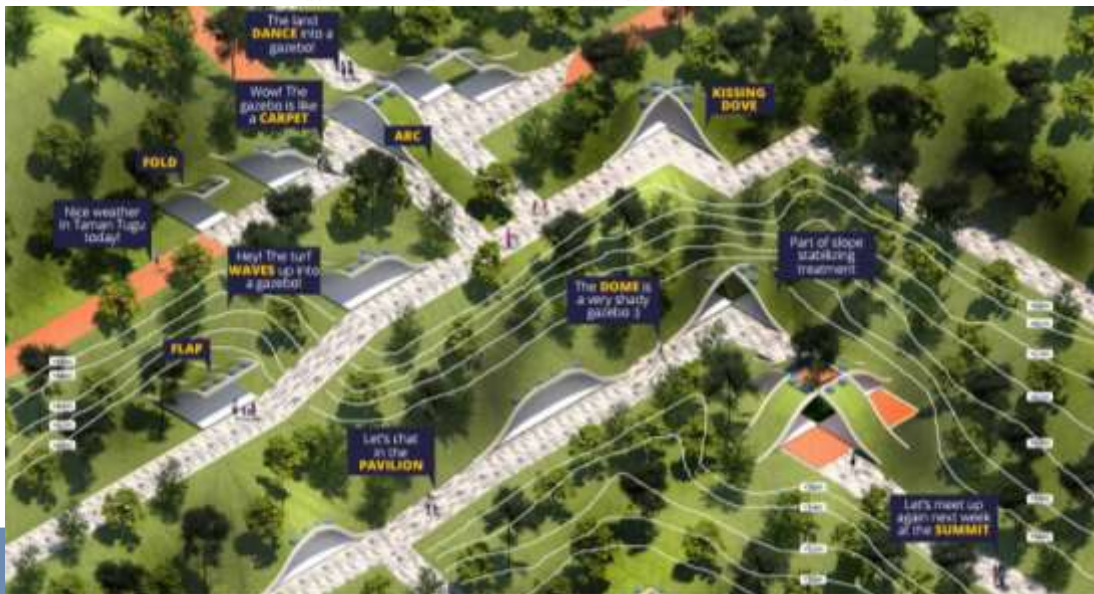 The land
DANCE into a
gazebo!
Wow! The
gazebo is like
a CARPET
ARC
KISSING
DOVE
FOLD
Nice weather
in Taman Tugu
today!
Hey! The turf
WAVES up into
a gazebo!
Part of slope
stabilizing
treatment
The DOME is
a very shady
gazebo :)
FLAP
Let's chat
in the
PAVILION
Let's meet up
again next week
at the SUMMIT